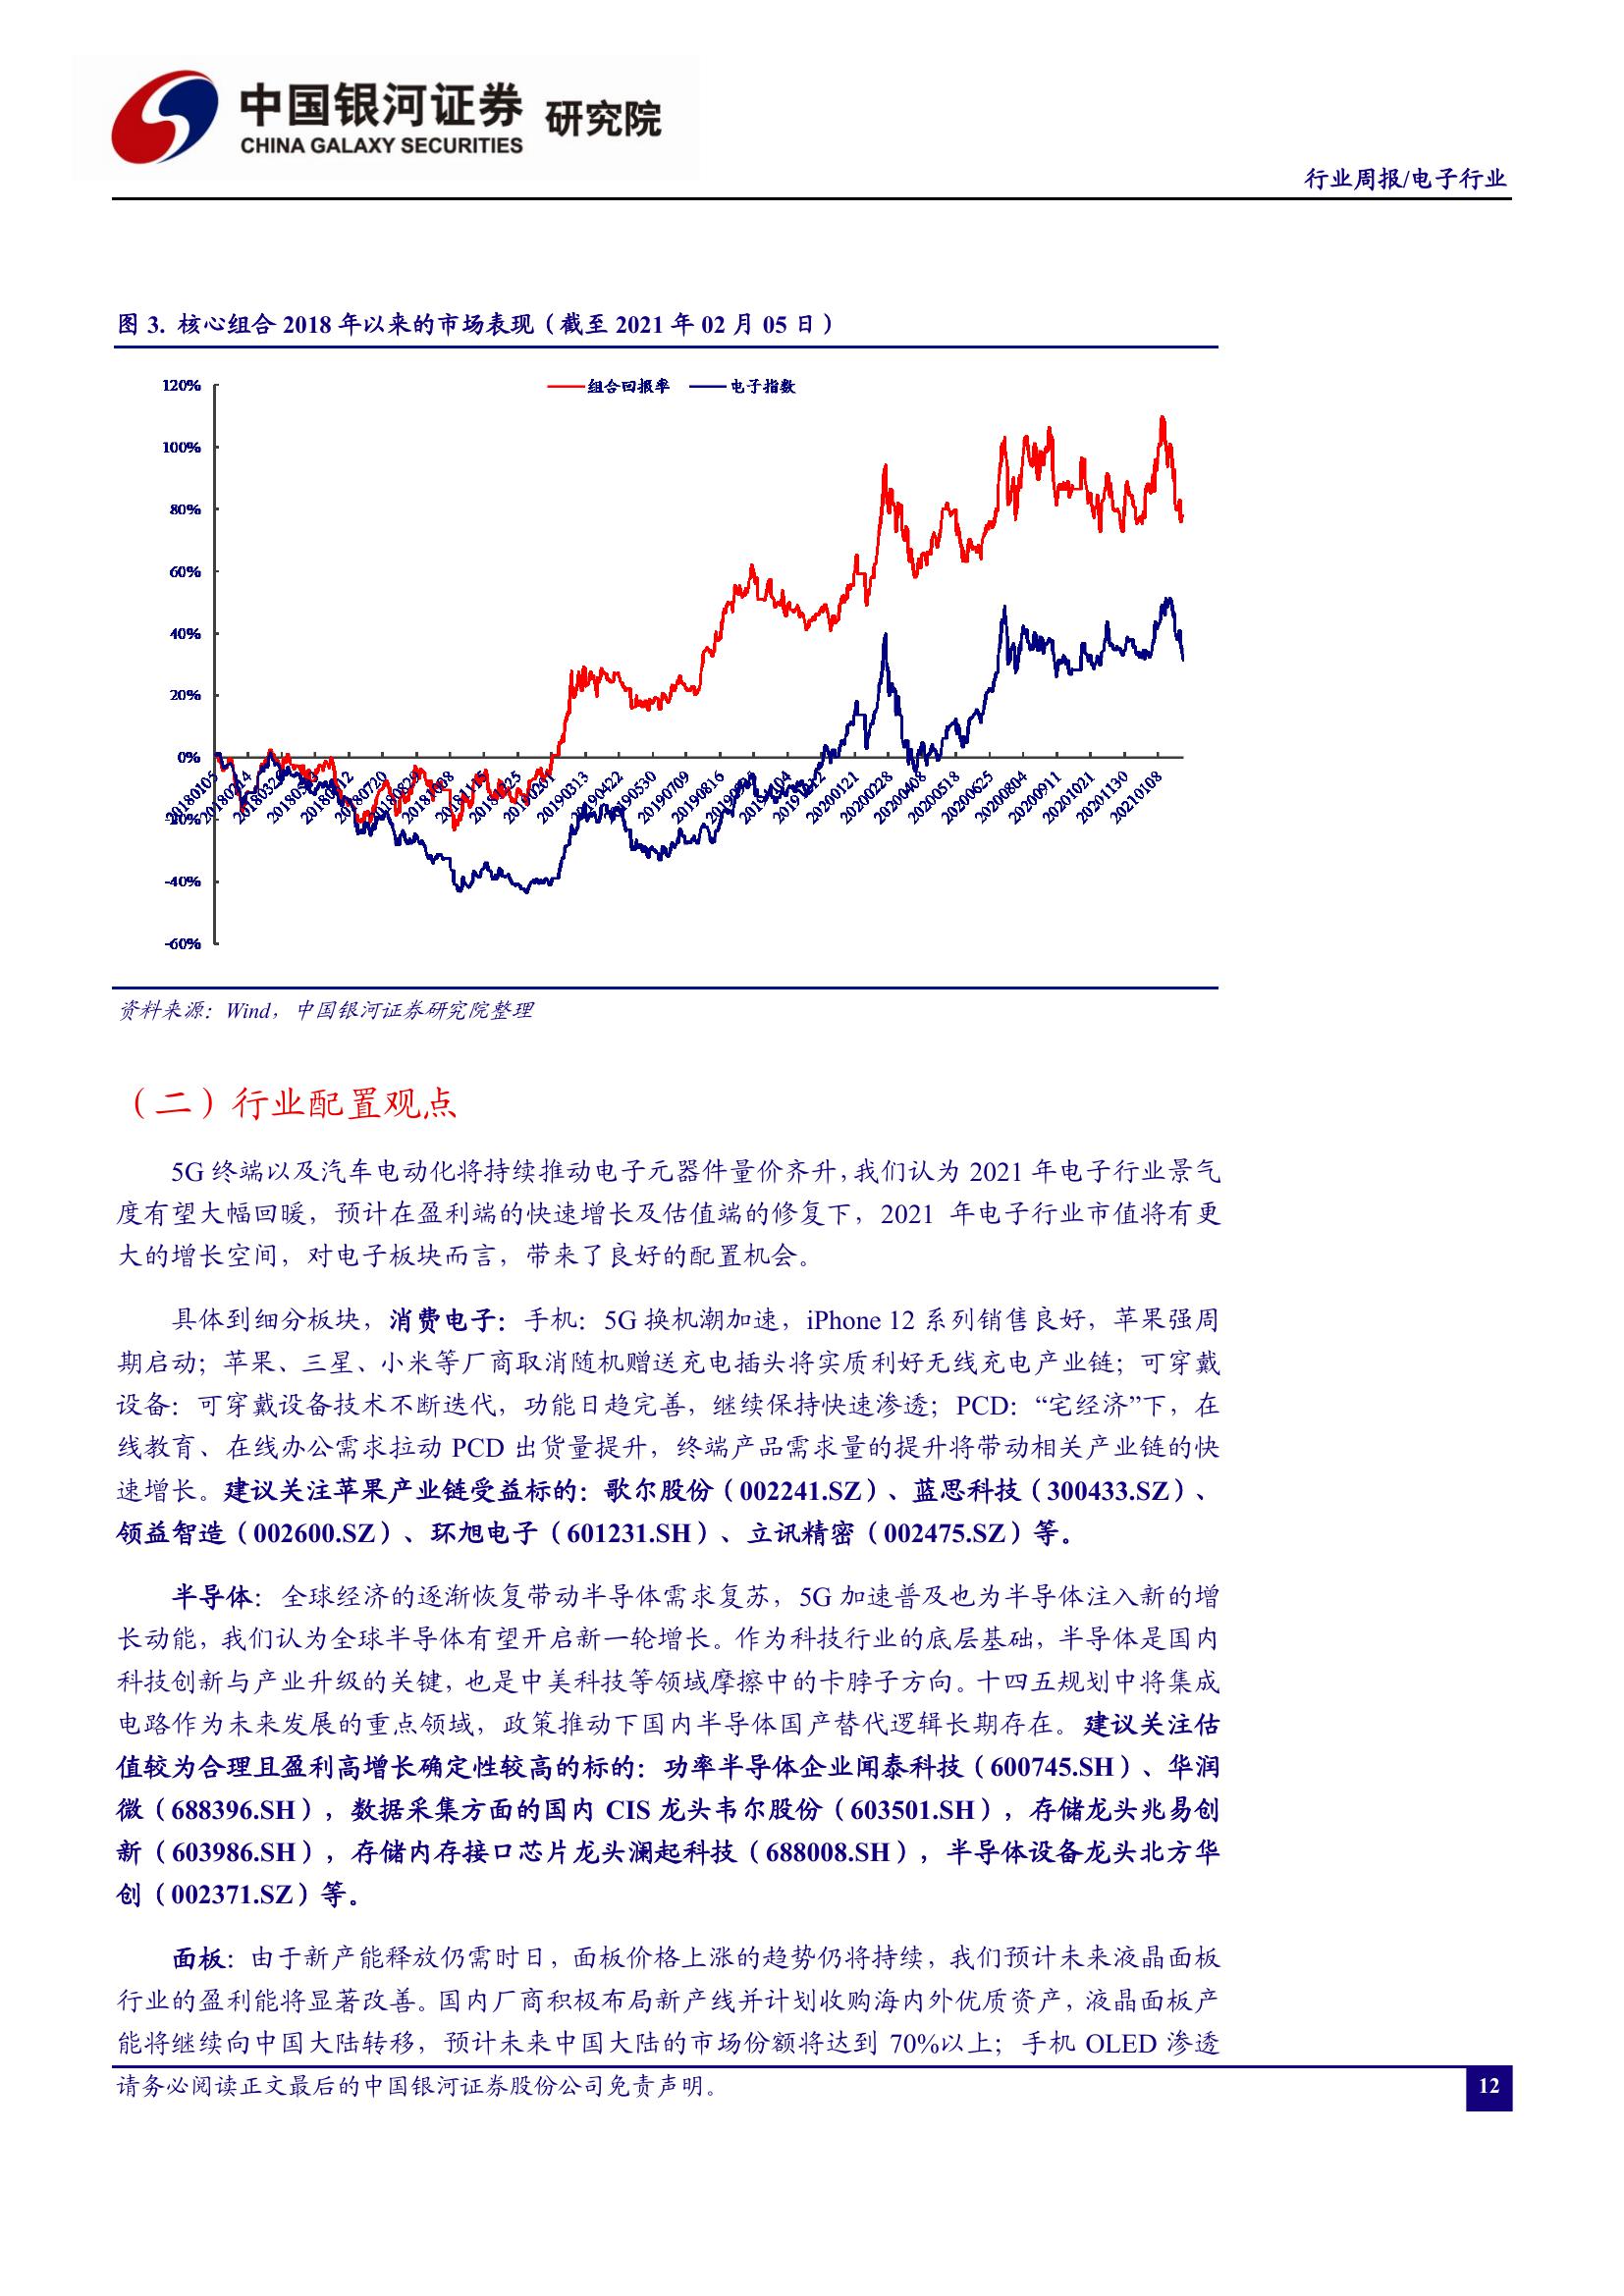 中国银河证券 研究院
CHINA GALAXY SECURITIES
行业周报/电子行业
图 3. 核心组合 2018 年以来的市场表现（截至 2021 年 02 月 05 日）
组合回报率 电子指数
120%
100%
80%
60%
40%
20%
0%
-20%
-40%
-60%
20180105 20180720 20190201 20190313 20190422 20190530 20190709 20190816 20191212 20200121 20200228 20200408 20200518 20200625 20200804 20200911 20201021 20201130 20210108
资料来源：Wind，中国银河证券研究院整理
（二）行业配置观点
5G 终端以及汽车电动化将持续推动电子元器件量价齐升，我们认为 2021 年电子行业景气
度有望大幅回暖，预计在盈利端的快速增长及估值端的修复下，2021 年电子行业市值将有更
大的增长空间，对电子板块而言，带来了良好的配置机会。
具体到细分板块，消费电子：手机：5G 换机潮加速，iPhone 12 系列销售良好，苹果强周
期启动；苹果、三星、小米等厂商取消随机赠送充电插头将实质利好无线充电产业链；可穿戴
设备：可穿戴设备技术不断迭代，功能日趋完善，继续保持快速渗透；PCD：“宅经济”下，在
线教育、在线办公需求拉动 PCD 出货量提升，终端产品需求量的提升将带动相关产业链的快
速增长。建议关注苹果产业链受益标的：歌尔股份（002241.SZ）、蓝思科技（300433.SZ）、
领益智造（002600.SZ）、环旭电子（601231.SH）、立讯精密（002475.SZ）等。
半导体：全球经济的逐渐恢复带动半导体需求复苏，5G 加速普及也为半导体注入新的增
长动能，我们认为全球半导体有望开启新一轮增长。作为科技行业的底层基础，半导体是国内
科技创新与产业升级的关键，也是中美科技等领域摩擦中的卡脖子方向。十四五规划中将集成
电路作为未来发展的重点领域，政策推动下国内半导体国产替代逻辑长期存在。建议关注估
值较为合理且盈利高增长确定性较高的标的：功率半导体企业闻泰科技（600745.SH）、华润
微（688396.SH），数据采集方面的国内 CIS 龙头韦尔股份（603501.SH），存储龙头兆易创
新（603986.SH），存储内存接口芯片龙头澜起科技（688008.SH），半导体设备龙头北方华
创（002371.SZ）等。
面板：由于新产能释放仍需时日，面板价格上涨的趋势仍将持续，我们预计未来液晶面板
行业的盈利能将显著改善。国内厂商积极布局新产线并计划收购海内外优质资产，液晶面板产
能将继续向中国大陆转移，预计未来中国大陆的市场份额将达到 70%以上；手机 OLED 渗透
请务必阅读正文最后的中国银河证券股份公司免责声明。
12